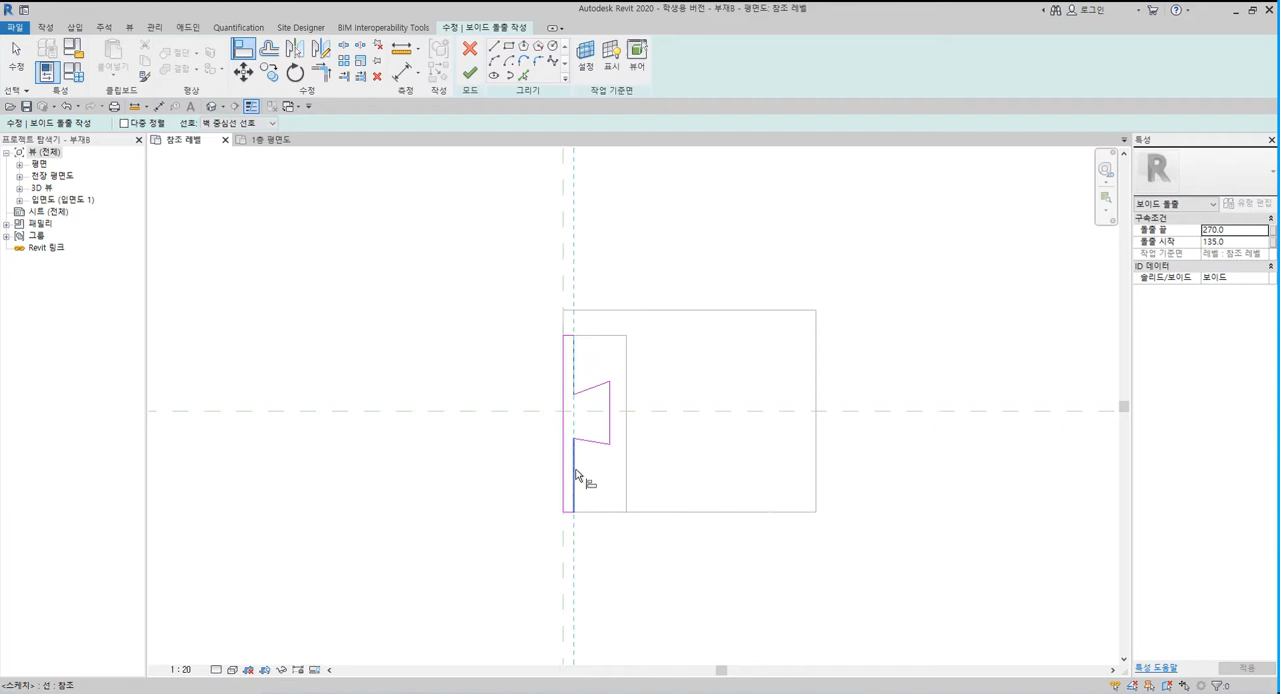 Autodesk Revit 2020 - 학생용 버전 - 부재B - 평면도: 참조 레벨
로그인
파일 작성 삽입 주석 뷰 관리 애드인 Quantification Site Designer BIM Interoperability Tools 수정 | 보이드 돌출 작성
수정
붙여넣기
절단
결합
설정 표시 뷰어
선택 특성 클립보드 형상 수정 측정 작성 모드 그리기 작업 기준면
수정 | 보이드 돌출 작성
다중 정렬
선호: 벽 중심선 선호
프로젝트 탐색기 - 부재B
참조 레벨
1층 평면도
특성
뷰 (전체)
평면
천장 평면도
3D 뷰
입면도 (입면도 1)
시트 (전체)
패밀리
그룹
Revit 링크
보이드 돌출
유형 편집
구속조건
돌출 끝 270.0
돌출 시작 135.0
작업 기준면 레벨 : 참조 레벨
ID 데이터
솔리드/보이드 보이드
1 : 20
특성 도움말
적용
<스케치> : 선 : 참조
:0